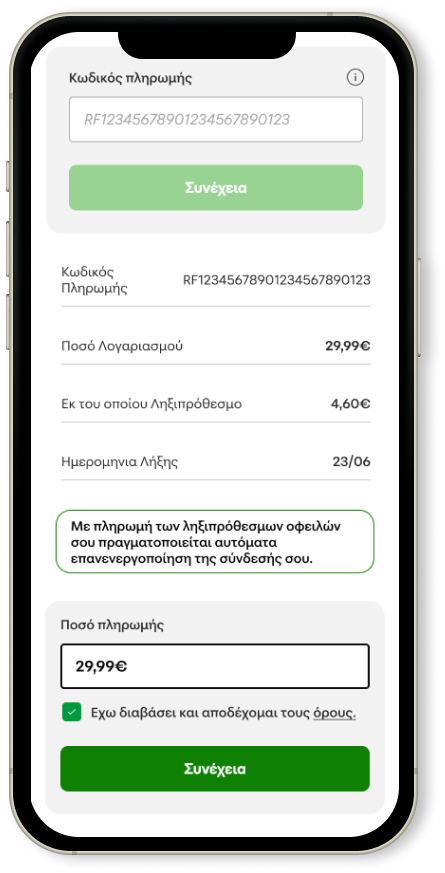 Κωδικός πληρωμής
RF12345678901234567890123
Συνέχεια
Κωδικός
Πληρωμής
RF12345678901234567890123
Ποσό Λογαριασμού 29,99€
Εκ του οποίου Ληξιπρόθεσμο 4,60€
Ημερομηνια Λήξης 23/06
Με πληρωμή των ληξιπρόθεσμων οφειλών
σου πραγματοποιείται αυτόματα
επανενεργοποίηση της σύνδεσής σου.
Ποσό πληρωμής
29,99€
Εχω διαβάσει και αποδέχομαι τους όρους.
Συνέχεια